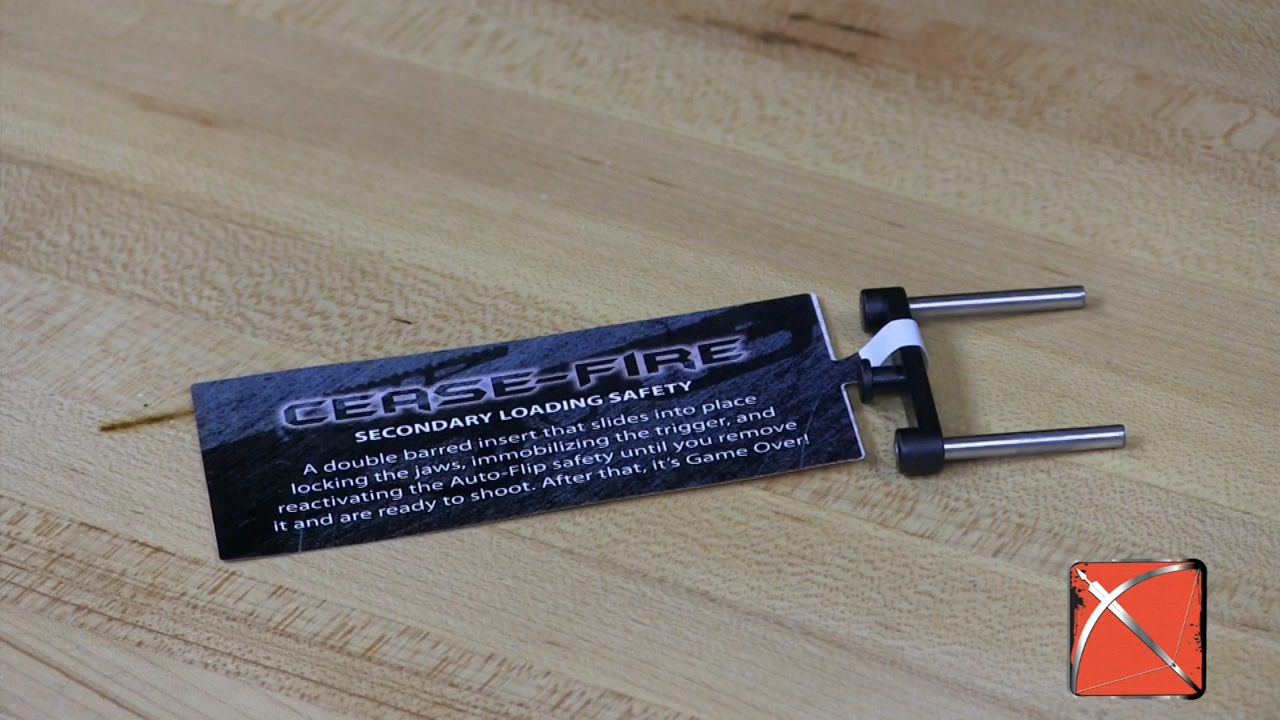 CEASE-FIRE
SECONDARY LOADING SAFETY
A double barred insert that slides into place
locking the jaws, immobilizing the trigger, and
reactivating the Auto-Flip safety until you remove
it and are ready to shoot. After that, it's Game Over!